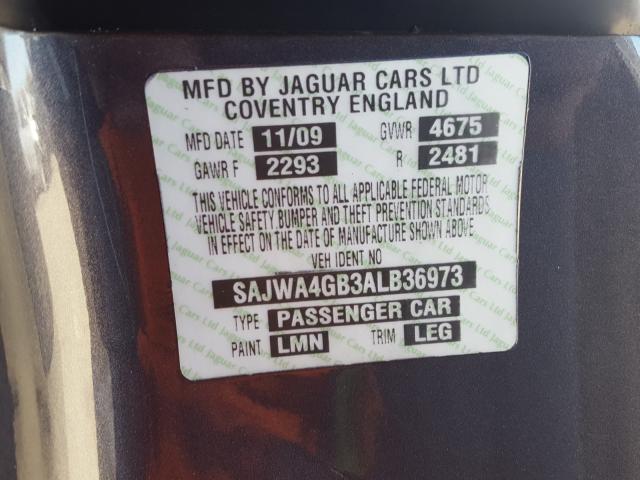 MFD BY JAGUAR CARS LTD
COVENTRY ENGLAND
MFD DATE 11/09 GVWR 4675
GAWR F 2293 R 2481
THIS VEHICLE CONFORMS TO ALL APPLICABLE FEDERAL MOTOR
VEHICLE SAFETY BUMPER AND THEFT PREVENTION STANDARDS
IN EFFECT ON THE DATE OF MANUFACTURE SHOWN ABOVE
VEH IDENT NO
SAJWA4GB3ALB36973
TYPE PASSENGER CAR
PAINT LMN TRIM LEG